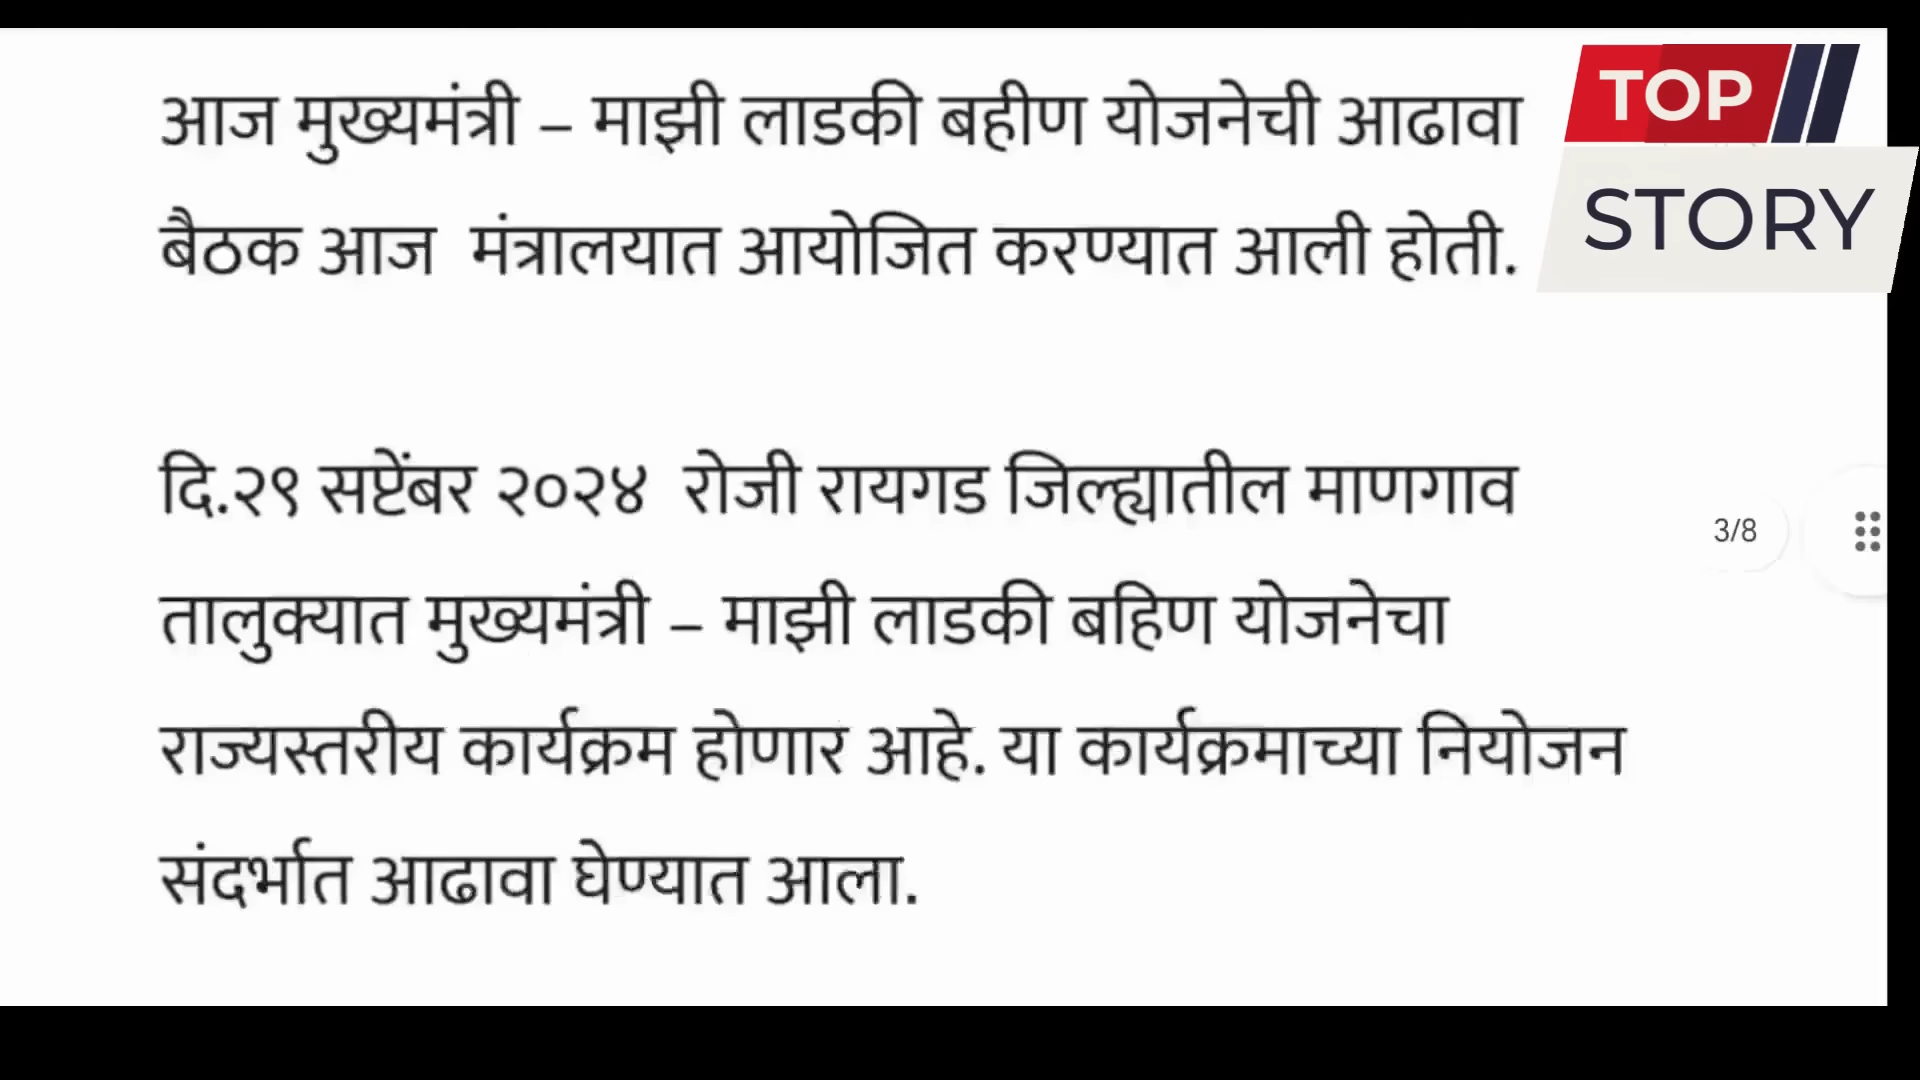 आज मुख्यमंत्री – माझी लाडकी बहीण योजनेची आढावा
बैठक आज मंत्रालयात आयोजित करण्यात आली होती.
दि.२९ सप्टेंबर २०२४ रोजी रायगड जिल्ह्यातील माणगाव
तालुक्यात मुख्यमंत्री – माझी लाडकी बहिण योजनेचा
राज्यस्तरीय कार्यक्रम होणार आहे. या कार्यक्रमाच्या नियोजन
संदर्भात आढावा घेण्यात आला.
TOP
STORY
3/8